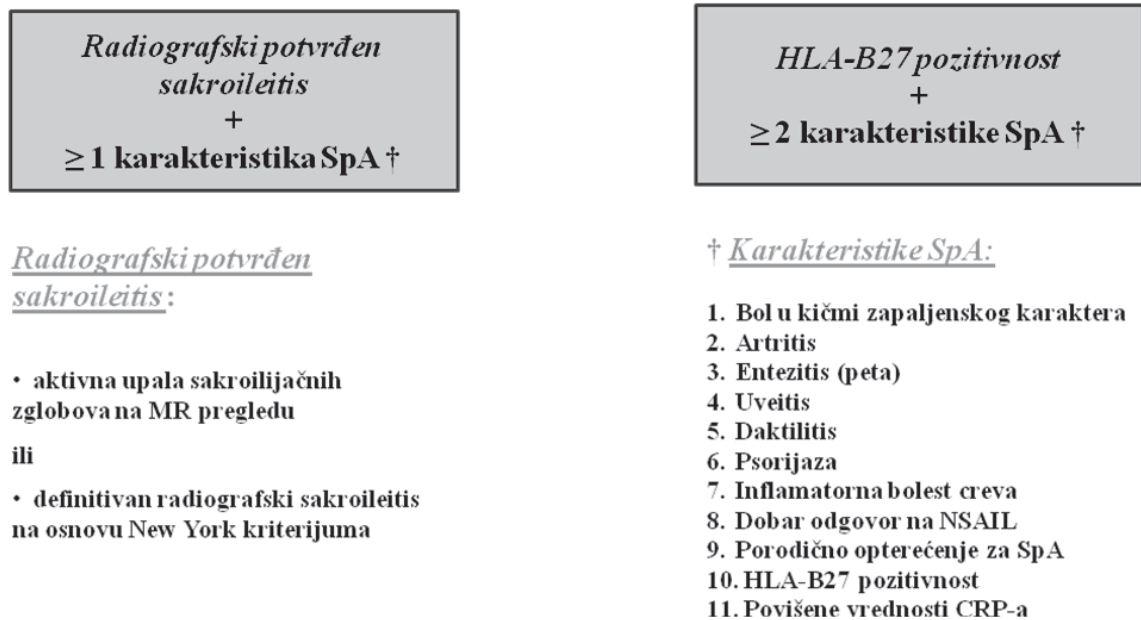 Radiografski potvrđen
sakroileitis
+
≥ 1 karakteristika SpA †
Radiografski potvrđen
sakroileitis:
• aktivna upala sakroilijačnih
zglobova na MR pregledu
ili
• definitivan radiografski sakroileitis
na osnovu New York kriterijuma
HLA-B27 pozitivnost
+
≥ 2 karakteristike SpA †
† Karakteristike SpA:
1. Bol u kičmi zapaljenskog karaktera
2. Artritis
3. Entezitis (peta)
4. Uveitis
5. Daktilitis
6. Psorijaza
7. Inflamatorna bolest creva
8. Dobar odgovor na NSAIL
9. Porodično opterećenje za SpA
10. HLA-B27 pozitivnost
11. Povišene vrednosti CRP-a